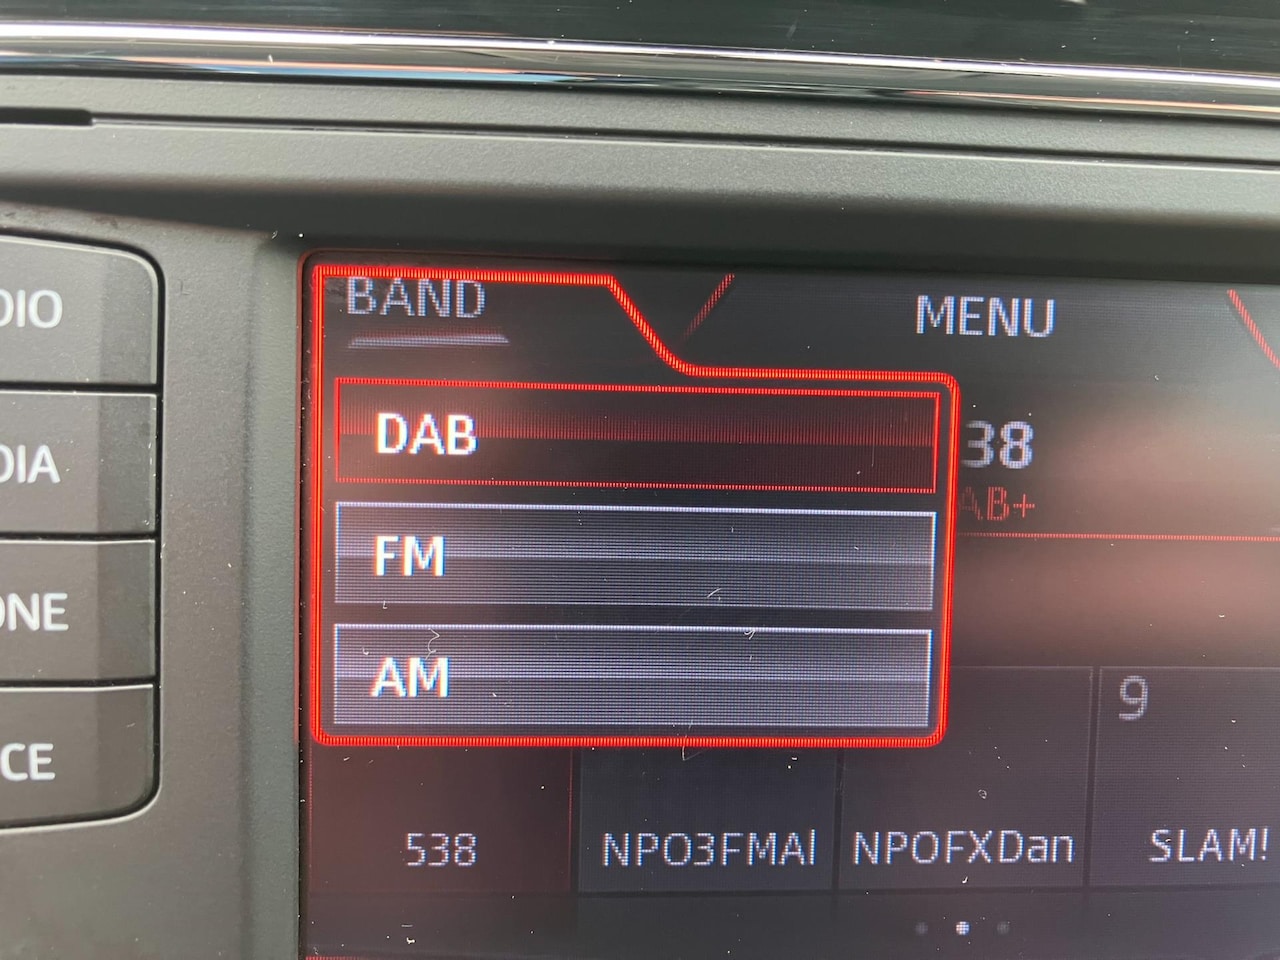 BAND
MENU
DIO
DAB
38
AB+
DIA
FM
ONE
AM
9
CE
538
NPO3FMAl
NPOFXDan
SLAM!